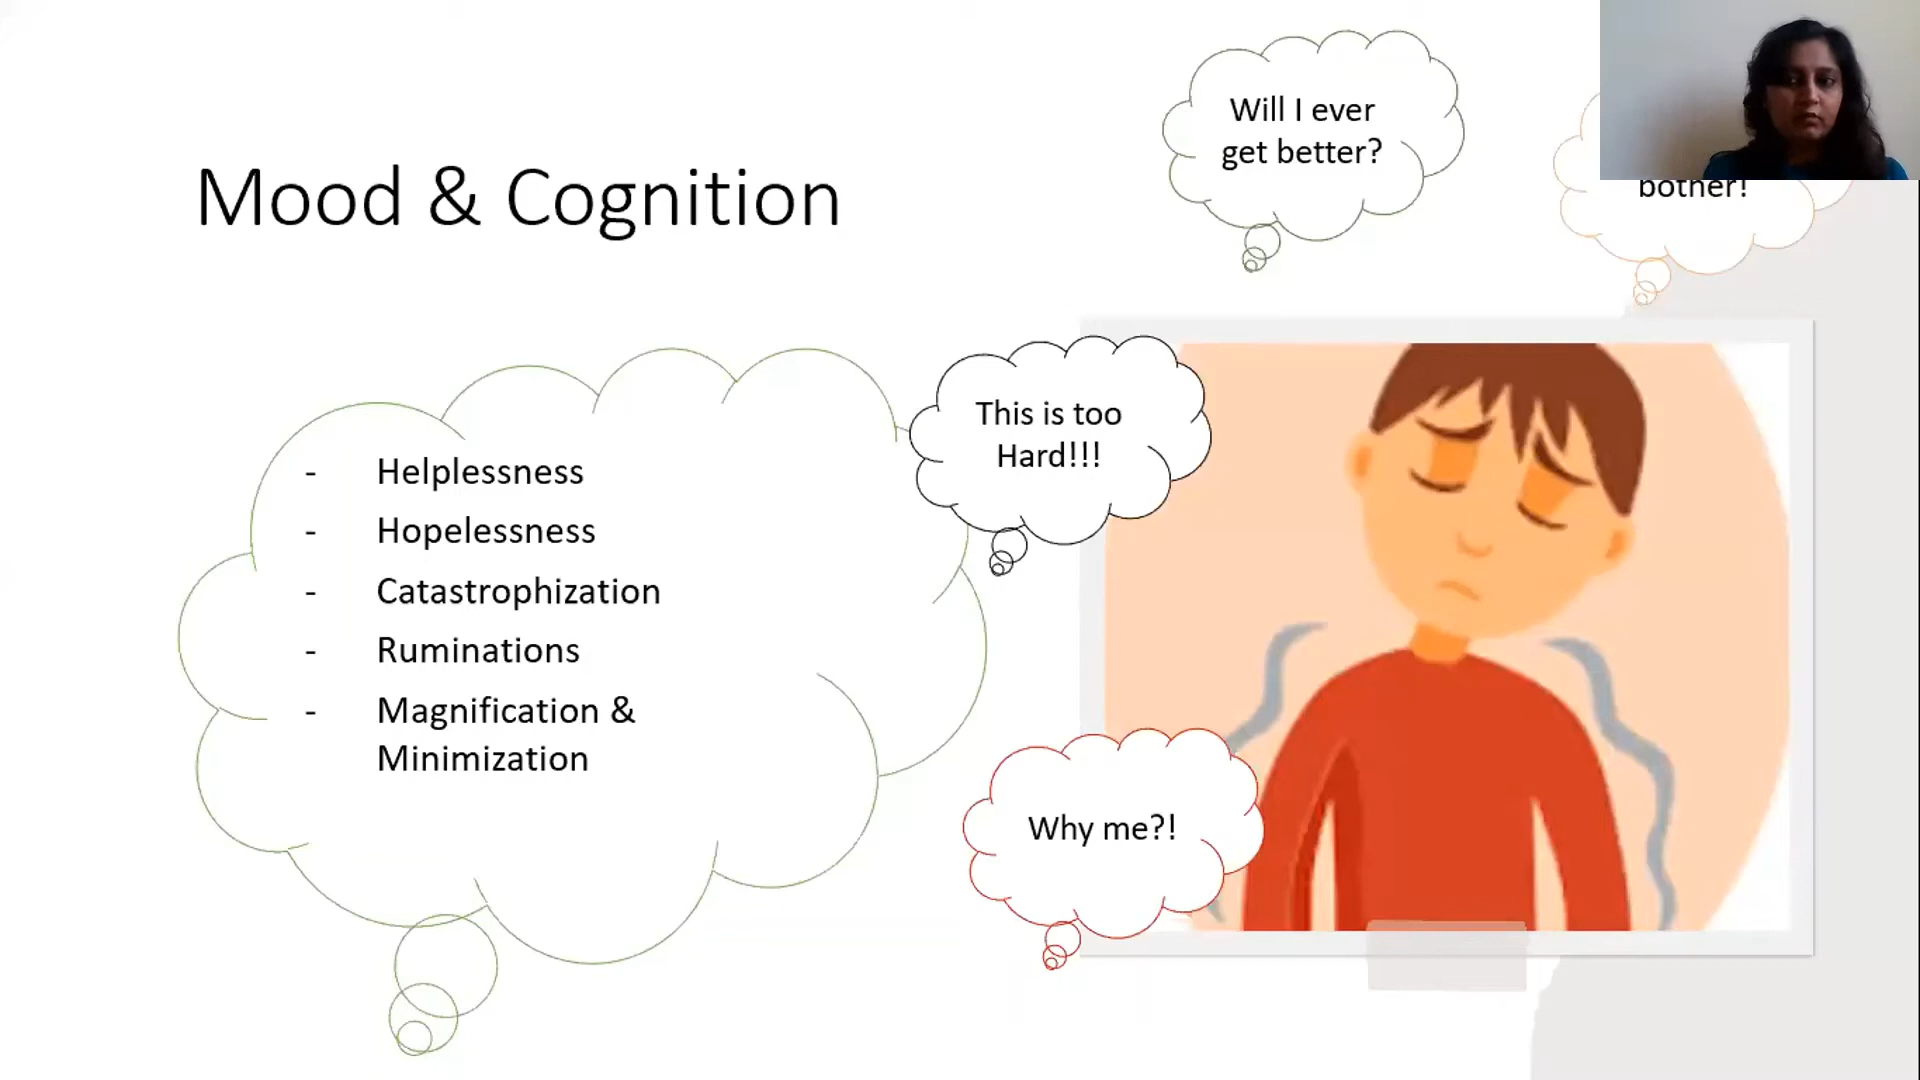 Mood & Cognition
- Helplessness
- Hopelessness
- Catastrophization
- Ruminations
- Magnification &
Minimization
Will I ever
get better?
bother!
This is too
Hard!!!
Why me?!